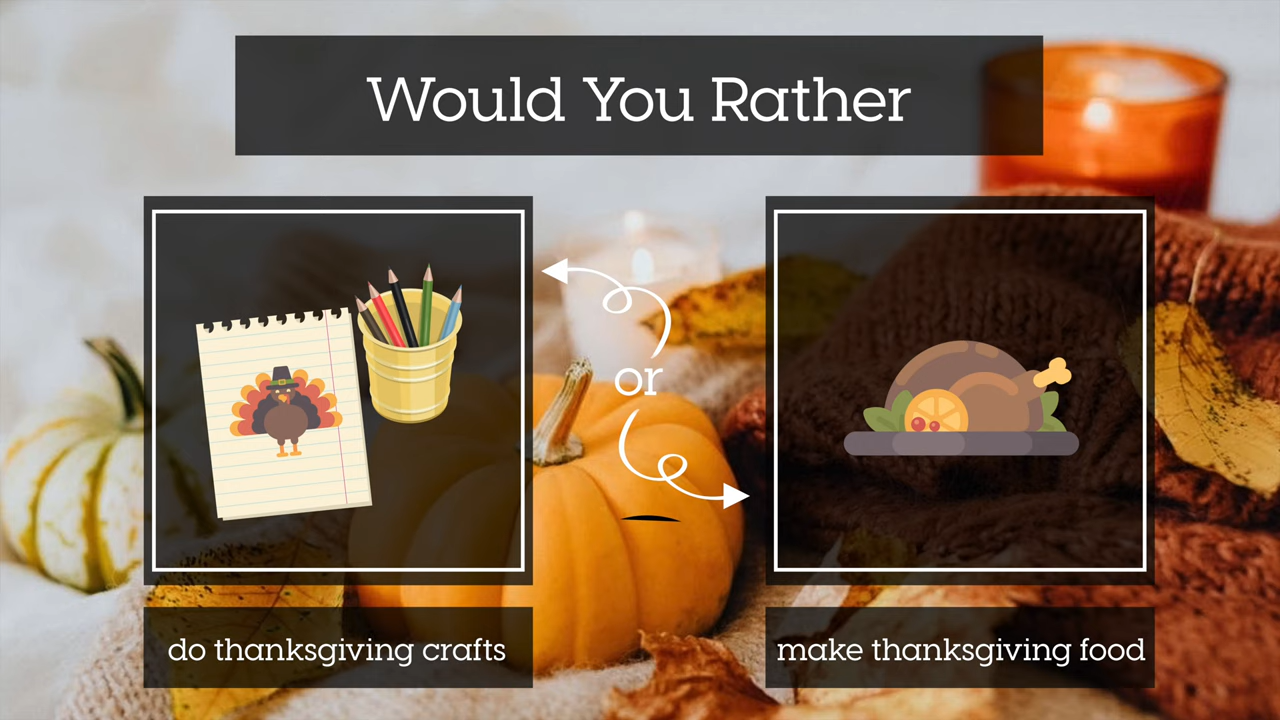 Would You Rather
or
do thanksgiving crafts
make thanksgiving food